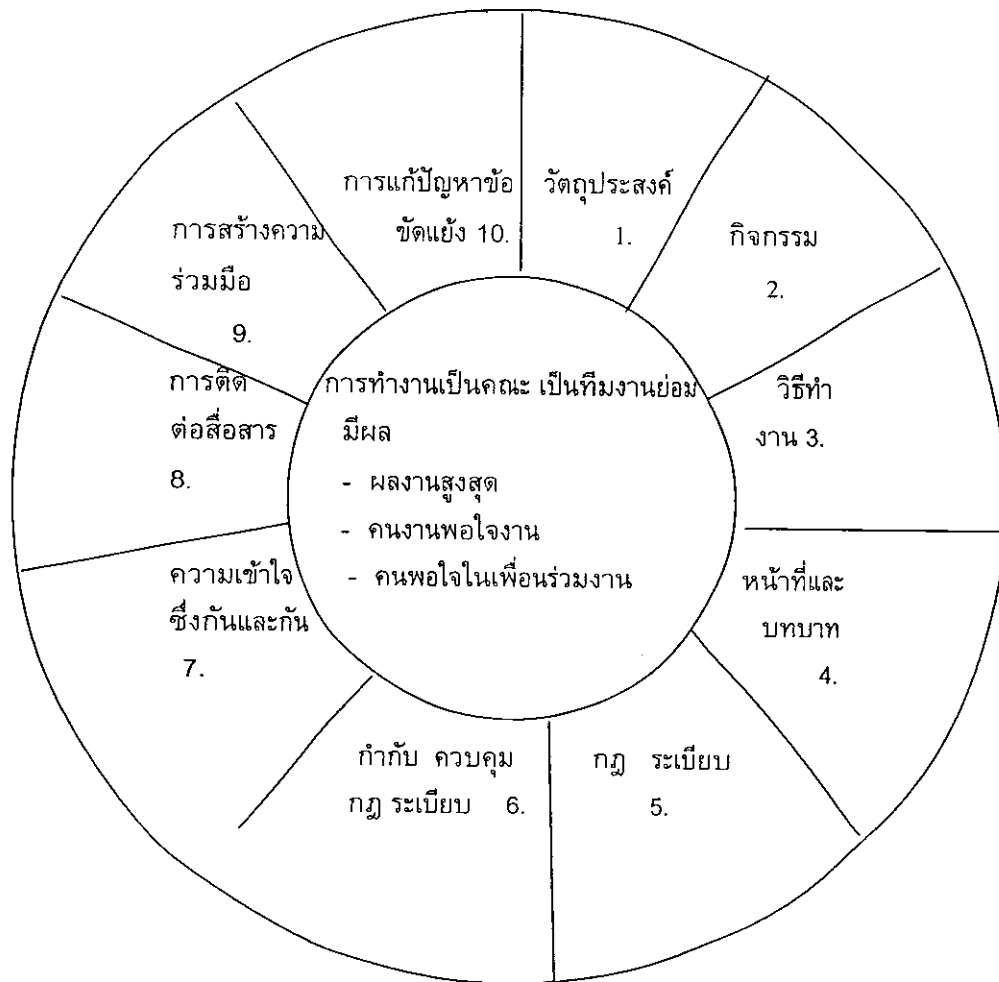 วัตถุประสงค์
1.
กิจกรรม
2.
วิธีทำ
งาน 3.
หน้าที่และ
บทบาท
4.
กฎ ระเบียบ
5.
กำกับ ควบคุม
กฎ ระเบียบ 6.
ความเข้าใจ
ซึ่งกันและกัน
7.
การติด
ต่อสื่อสาร
8.
การสร้างความ
ร่วมมือ
9.
การแก้ปัญหาข้อ
ขัดแย้ง 10.
การทำงานเป็นคณะ เป็นทีมงานย่อม
มีผล
- ผลงานสูงสุด
- คนงานพอใจงาน
- คนพอใจในเพื่อนร่วมงาน